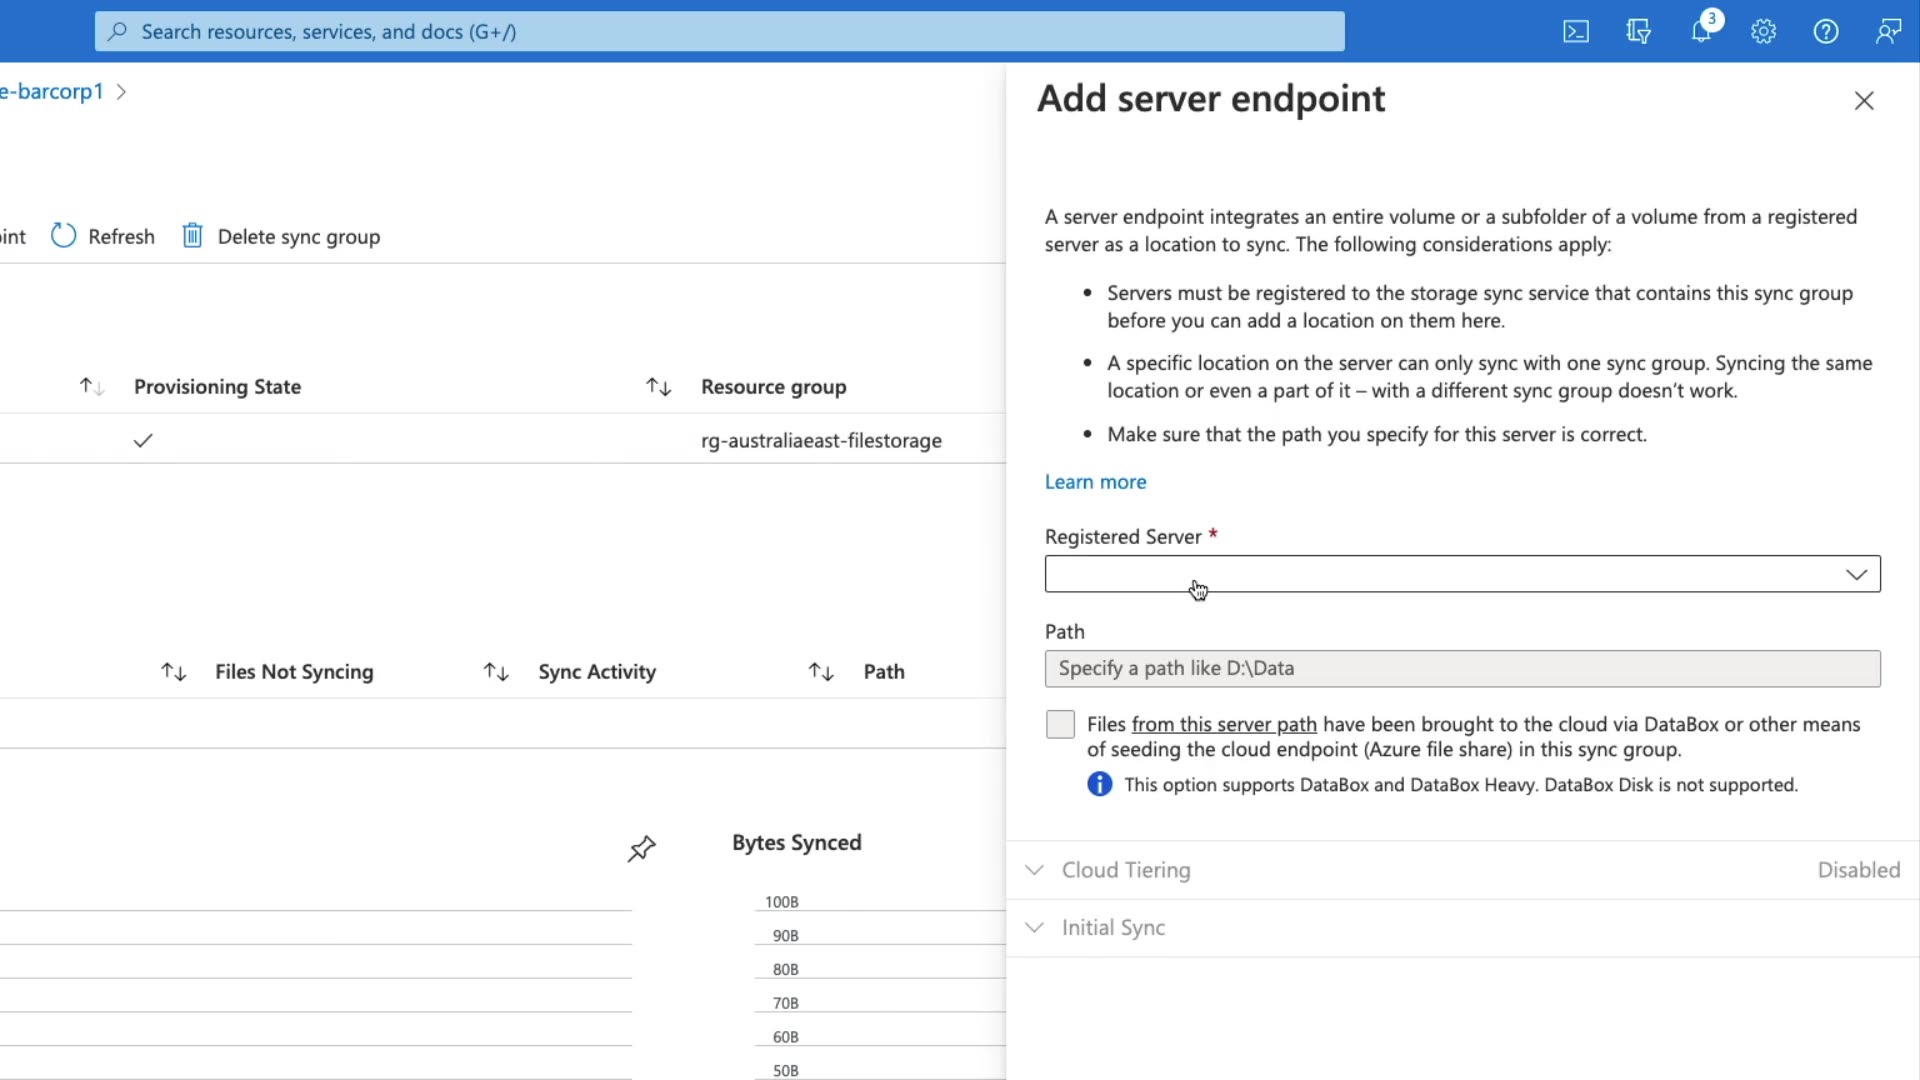 Search resources, services, and docs (G+/)
3
e-barcorp1
Add server endpoint
A server endpoint integrates an entire volume or a subfolder of a volume from a registered
server as a location to sync. The following considerations apply:
int
Refresh
Delete sync group
• Servers must be registered to the storage sync service that contains this sync group
before you can add a location on them here.
• A specific location on the server can only sync with one sync group. Syncing the same
location or even a part of it – with a different sync group doesn't work.
• Make sure that the path you specify for this server is correct.
Learn more
Provisioning State
Resource group
rg-australiaeast-filestorage
Registered Server *
Path
Specify a path like D:\Data
Files from this server path have been brought to the cloud via DataBox or other means
of seeding the cloud endpoint (Azure file share) in this sync group.
This option supports DataBox and DataBox Heavy. DataBox Disk is not supported.
Files Not Syncing
Sync Activity
Path
Cloud Tiering
Disabled
Initial Sync
Bytes Synced
100B
90B
80B
70B
60B
50B